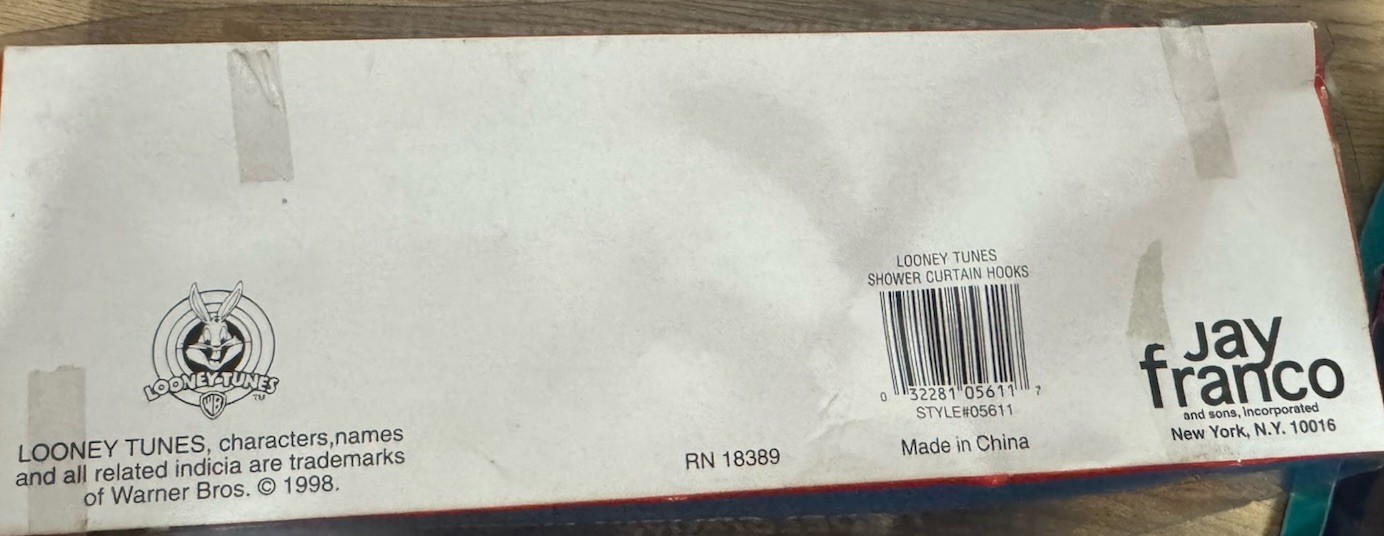 LOONEY TUNES
TM
WB
LOONEY TUNES, characters,names
and all related indicia are trademarks
of Warner Bros. © 1998.
RN 18389
LOONEY TUNES
SHOWER CURTAIN HOOKS
0 32281 05611 7
STYLE#05611
Made in China
Jay
franco
and sons, incorporated
New York, N.Y. 10016